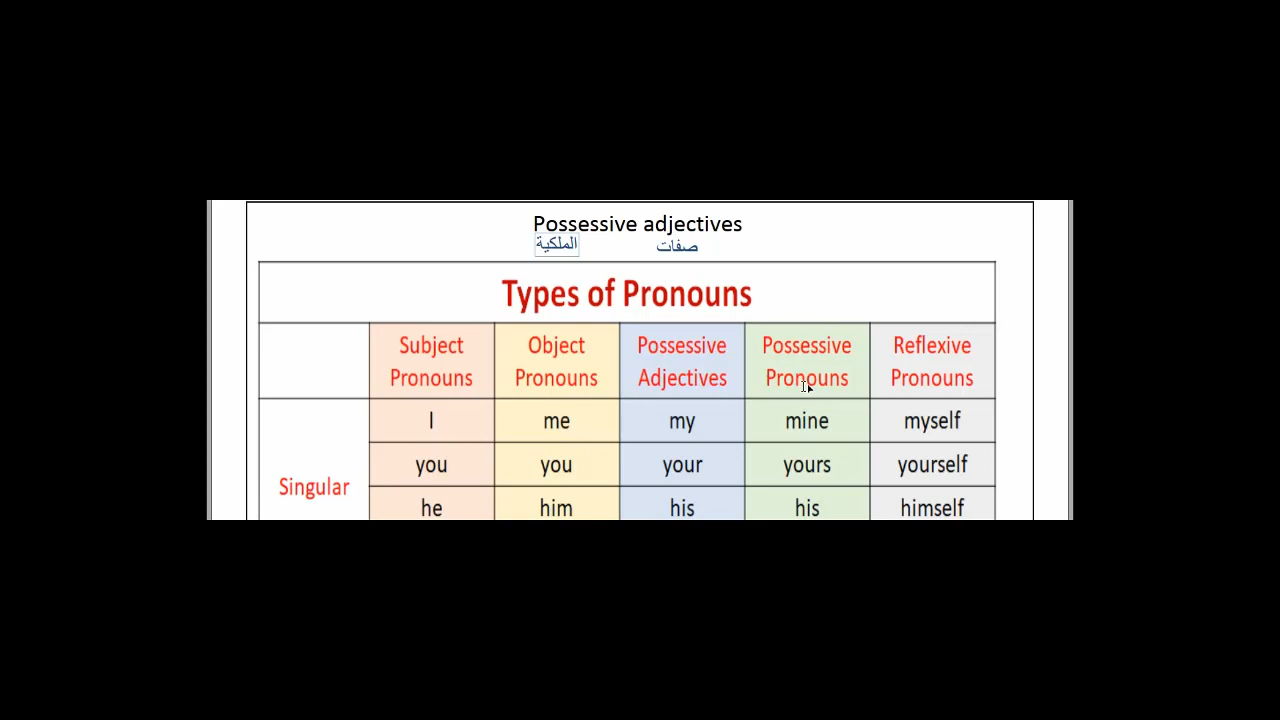 Possessive adjectives
صفات الملكية
Types of Pronouns
Subject Pronouns Object Pronouns Possessive Adjectives Possessive Pronouns Reflexive Pronouns
I me my mine myself
you you your yours yourself
Singular
he him his his himself